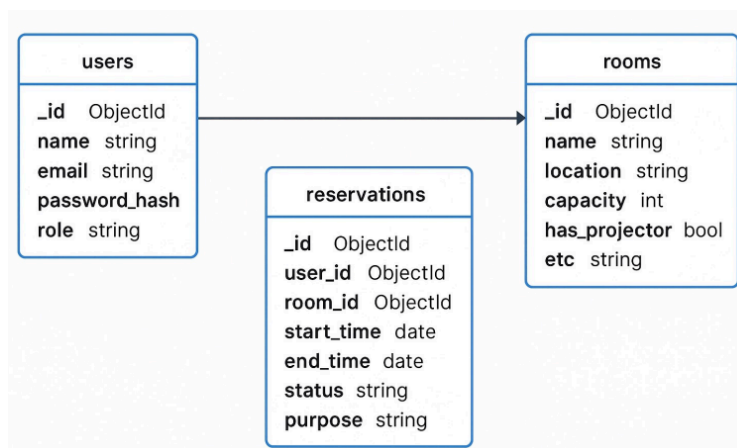 users
_id ObjectId
name string
email string
password_hash
role string
reservations
_id ObjectId
user_id ObjectId
room_id ObjectId
start_time date
end_time date
status string
purpose string
rooms
_id ObjectId
name string
location string
capacity int
has_projector bool
etc string